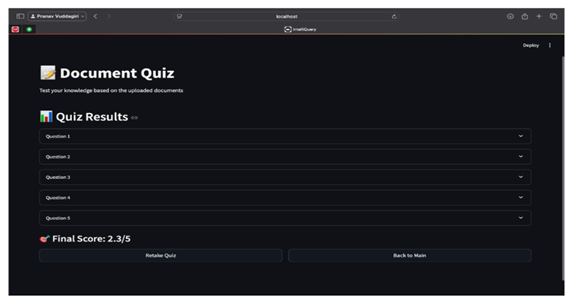 Pranav Vuddagiri
localhost
IntelliQuery
Deploy
Document Quiz
Test your knowledge based on the uploaded documents
Quiz Results
Question 1
Question 2
Question 3
Question 4
Question 5
Final Score: 2.3/5
Retake Quiz Back to Main